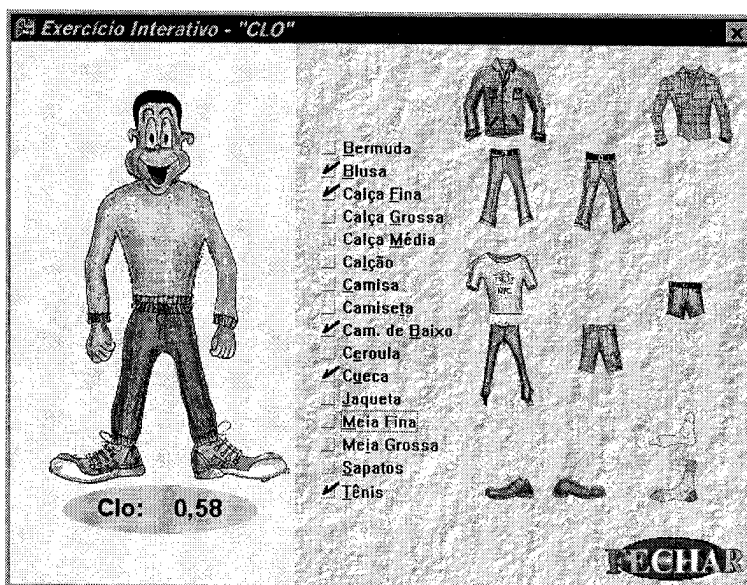 Exercício Interativo - "CLO"
Bermuda
Blusa
Calça Fina
Calça Grossa
Calça Média
Calção
Camisa
Camiseta
Cam. de Baixo
Ceroula
Cueca
Jaqueta
Meia Fina
Meia Grossa
Sapatos
Tênis
Clo: 0,58
FECHAR